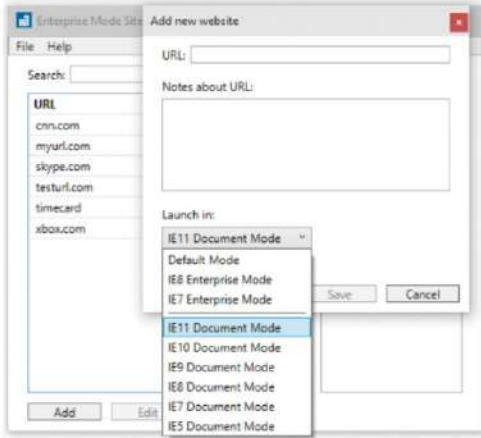 Enterprise Mode Site
Add new website
File Help
URL:
Search:
Notes about URL:
URL
cnn.com
myurl.com
skype.com
testurl.com
timecard
xbox.com
Launch in:
IE11 Document Mode
Default Mode
IE8 Enterprise Mode
IE7 Enterprise Mode
Save Cancel
IE11 Document Mode
IE10 Document Mode
IE9 Document Mode
IE8 Document Mode
IE7 Document Mode
IE5 Document Mode
Add Edit